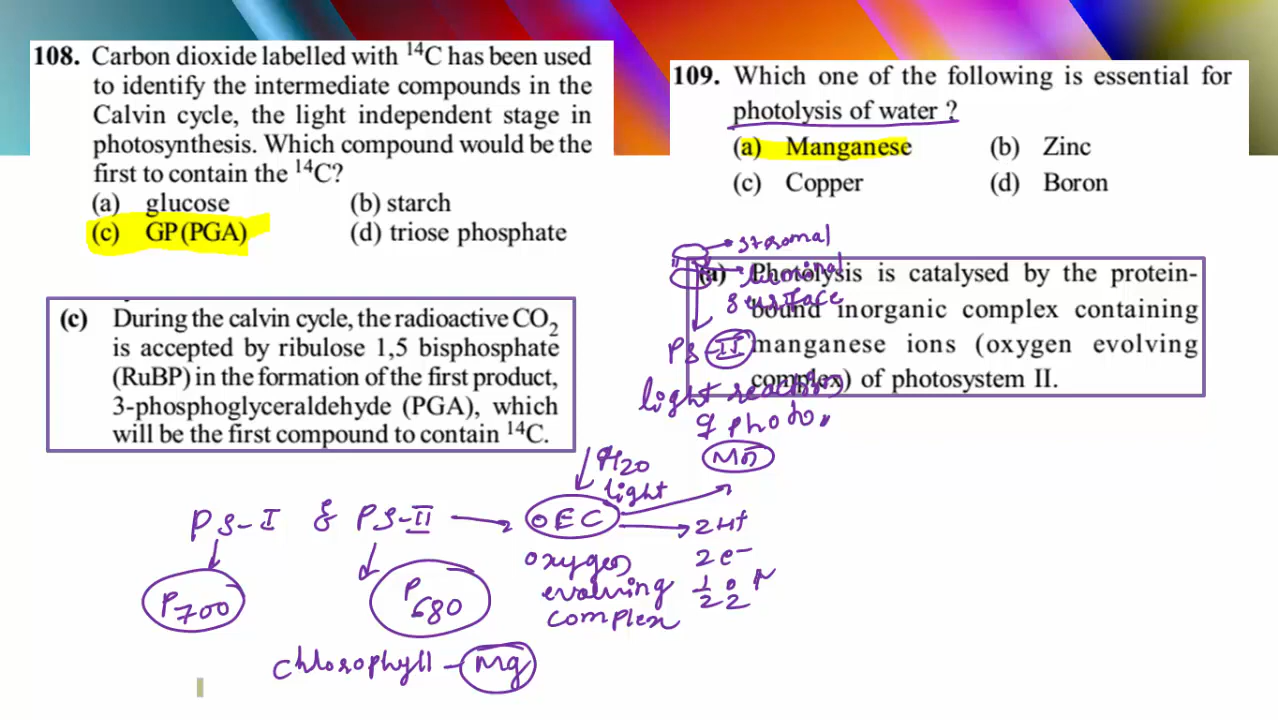 108. Carbon dioxide labelled with ¹⁴C has been used
to identify the intermediate compounds in the
Calvin cycle, the light independent stage in
photosynthesis. Which compound would be the
first to contain the ¹⁴C?
(a) glucose (b) starch
(c) GP(PGA) (d) triose phosphate
(c) During the calvin cycle, the radioactive CO₂
is accepted by ribulose 1,5 bisphosphate
(RuBP) in the formation of the first product,
3-phosphoglyceraldehyde (PGA), which
will be the first compound to contain ¹⁴C.
109. Which one of the following is essential for
photolysis of water ?
(a) Manganese (b) Zinc
(c) Copper (d) Boron
stromal
(a) Photolysis is catalysed by the protein-
bound inorganic complex containing
manganese ions (oxygen evolving
complex) of photosystem II.
luminal
surface
PS-II
light reaction
of photo.
Mn
H2O
light
PS-I & PS-II
OEC
2H+
2e-
1/2 O2 ↑
oxygen
evolving
complex
P700
P680
chlorophyll - Mg